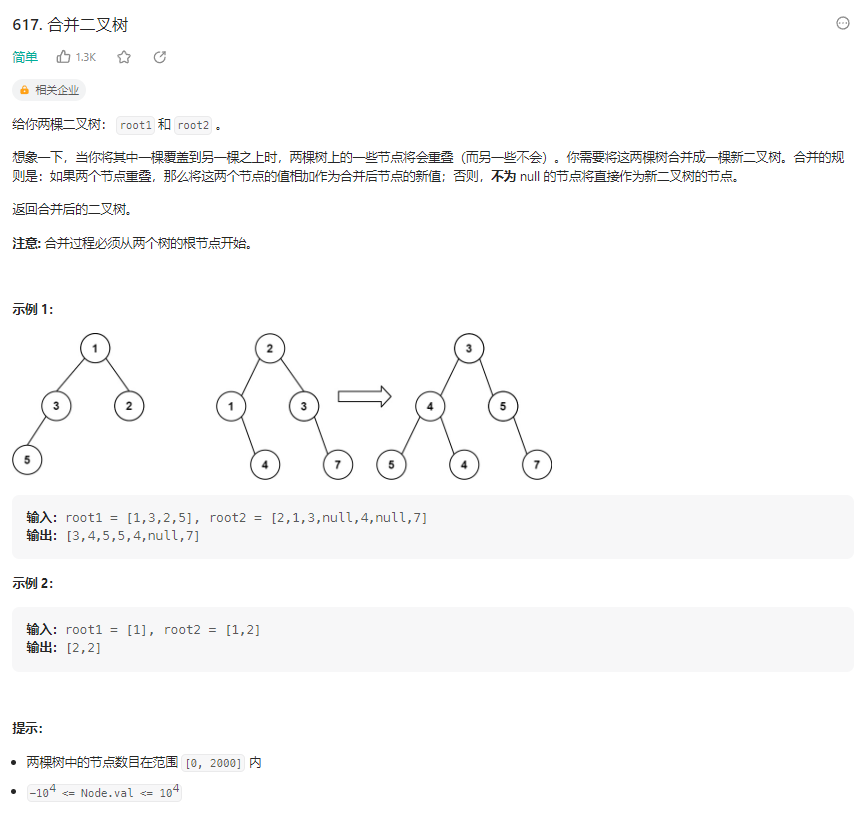 617. 合并二叉树
简单 1.3K
相关企业
给你两棵二叉树： root1 和 root2 。
想象一下，当你将其中一棵覆盖到另一棵之上时，两棵树上的一些节点将会重叠（而另一些不会）。你需要将这两棵树合并成一棵新二叉树。合并的规
则是：如果两个节点重叠，那么将这两个节点的值相加作为合并后节点的新值；否则，不为 null 的节点将直接作为新二叉树的节点。
返回合并后的二叉树。
注意: 合并过程必须从两个树的根节点开始。
示例 1：
1 2 3
3 2 1 3 4 5
5 4 7 5 4 7
输入：root1 = [1,3,2,5], root2 = [2,1,3,null,4,null,7]
输出：[3,4,5,5,4,null,7]
示例 2：
输入：root1 = [1], root2 = [1,2]
输出：[2,2]
提示：
两棵树中的节点数目在范围 [0, 2000] 内
-10⁴ <= Node.val <= 10⁴